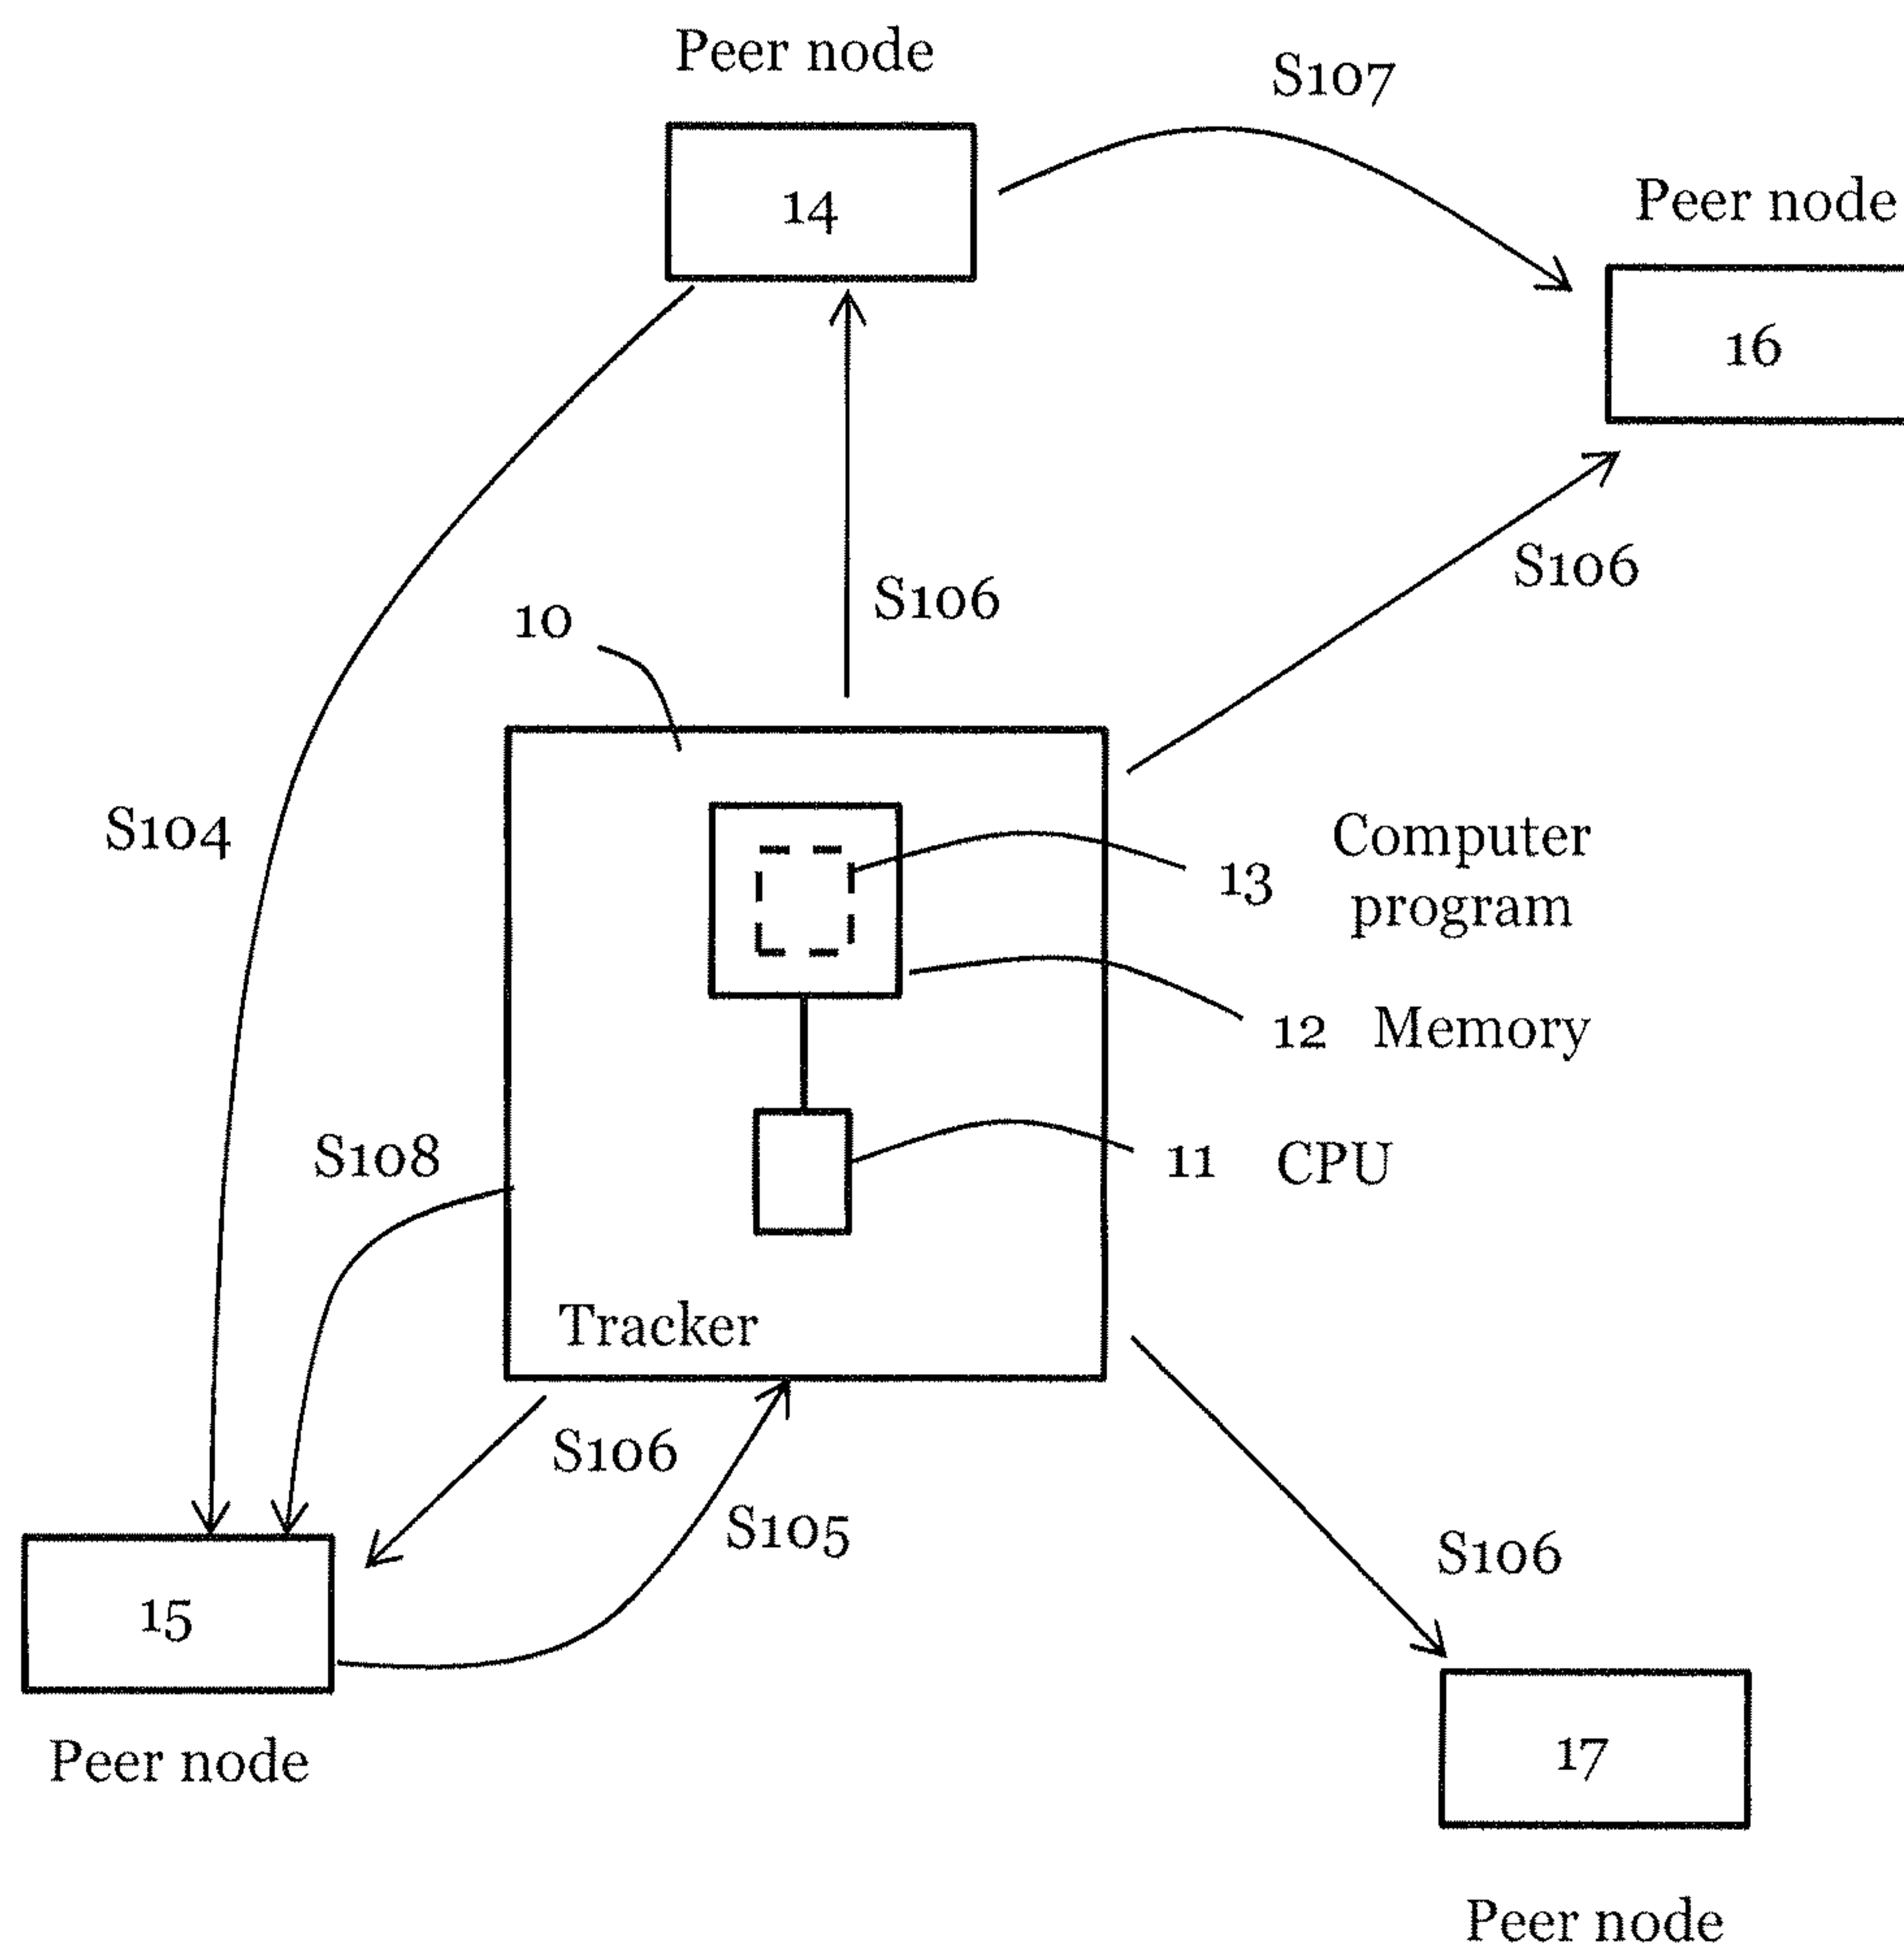 Peer node
S107
14
Peer node
16
S106
S106
10
S104
Computer
program
13
12 Memory
S108
11 CPU
Tracker
S106
S105
S106
15
17
Peer node
Peer node